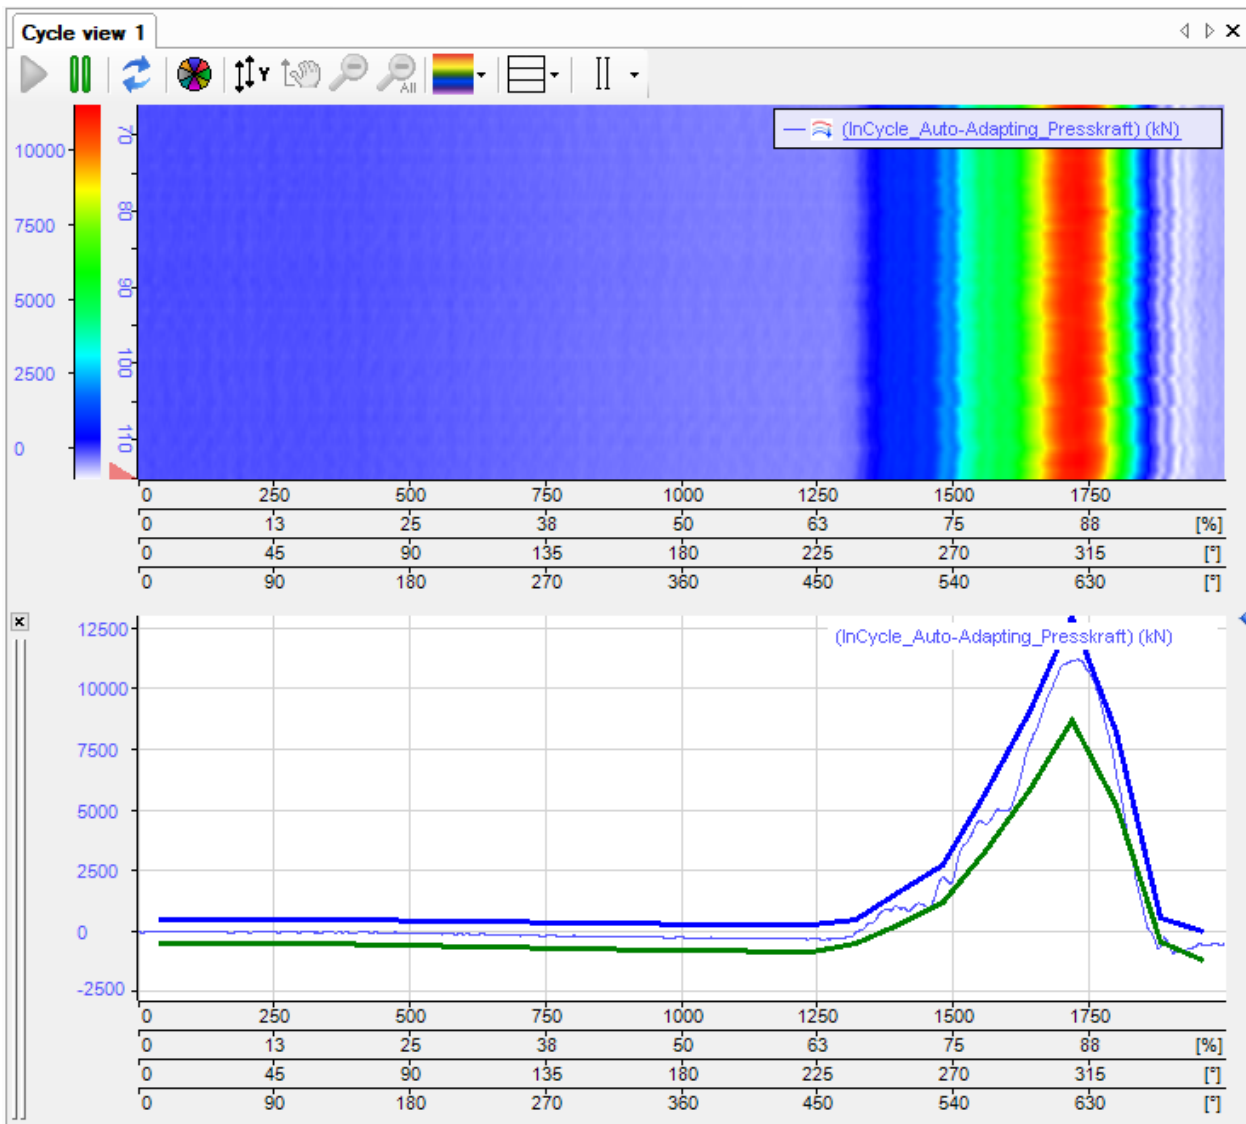 Cycle view 1
Y
All
(InCycle_Auto-Adapting_Presskraft) (kN)
10000
7500
5000
2500
0
70
80
90
100
110
0 250 500 750 1000 1250 1500 1750
0 13 25 38 50 63 75 88 [%]
0 45 90 135 180 225 270 315 [°]
0 90 180 270 360 450 540 630 [°]
(InCycle_Auto-Adapting_Presskraft) (kN)
12500
10000
7500
5000
2500
0
-2500
0 250 500 750 1000 1250 1500 1750
0 13 25 38 50 63 75 88 [%]
0 45 90 135 180 225 270 315 [°]
0 90 180 270 360 450 540 630 [°]